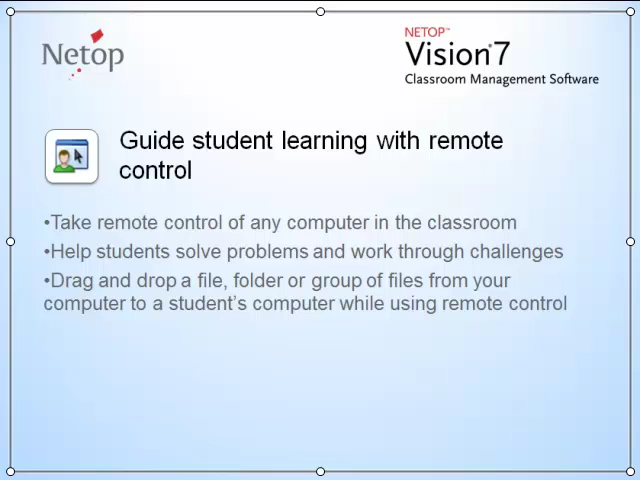 Netop
NETOP™
Vision7
Classroom Management Software
Guide student learning with remote
control
•Take remote control of any computer in the classroom
•Help students solve problems and work through challenges
•Drag and drop a file, folder or group of files from your
computer to a student’s computer while using remote control